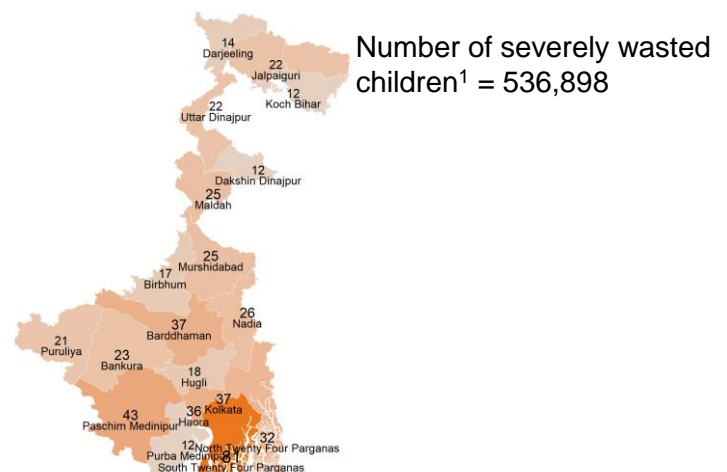 Number of severely wasted
children¹ = 536,898
14
Darjeeling
22
Jalpaiguri
12
Koch Bihar
22
Uttar Dinajpur
12
Dakshin Dinajpur
25
Maldah
25
Murshidabad
17
Birbhum
26
Nadia
37
Barddhaman
21
Puruliya
23
Bankura
18
Hugli
37
Kolkata
36
Haora
43
Paschim Medinipur
32
North Twenty Four Parganas
12
Purba Medinipur
81
South Twenty Four Parganas